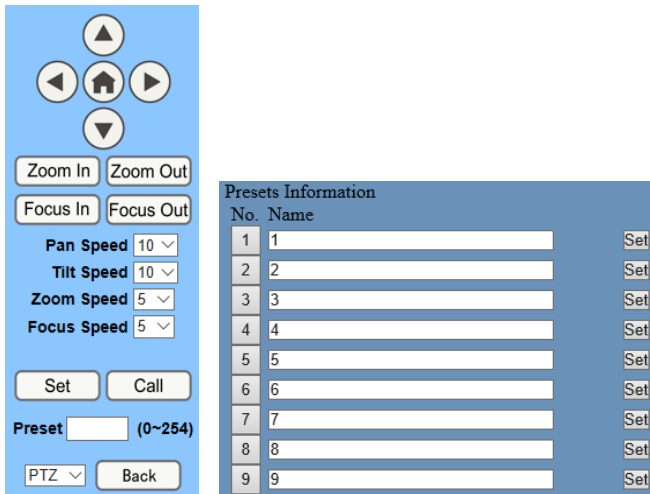 Zoom In Zoom Out
Focus In Focus Out
Pan Speed 10
Tilt Speed 10
Zoom Speed 5
Focus Speed 5
Set Call
Preset (0~254)
PTZ Back
Presets Information
No. Name
1 1 Set
2 2 Set
3 3 Set
4 4 Set
5 5 Set
6 6 Set
7 7 Set
8 8 Set
9 9 Set